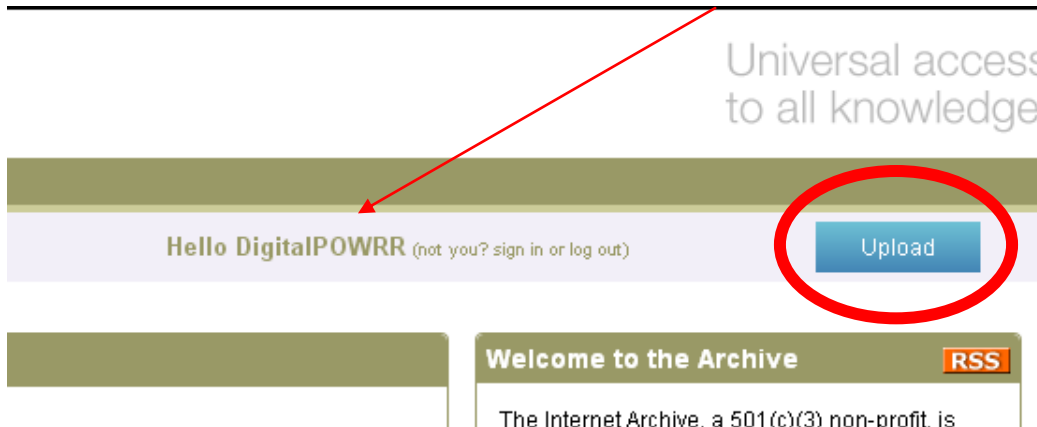 Universal access
to all knowledge
Hello DigitalPOWRR (not you? sign in or log out)
Upload
Welcome to the Archive
RSS
The Internet Archive, a 501(c)(3) non-profit, is